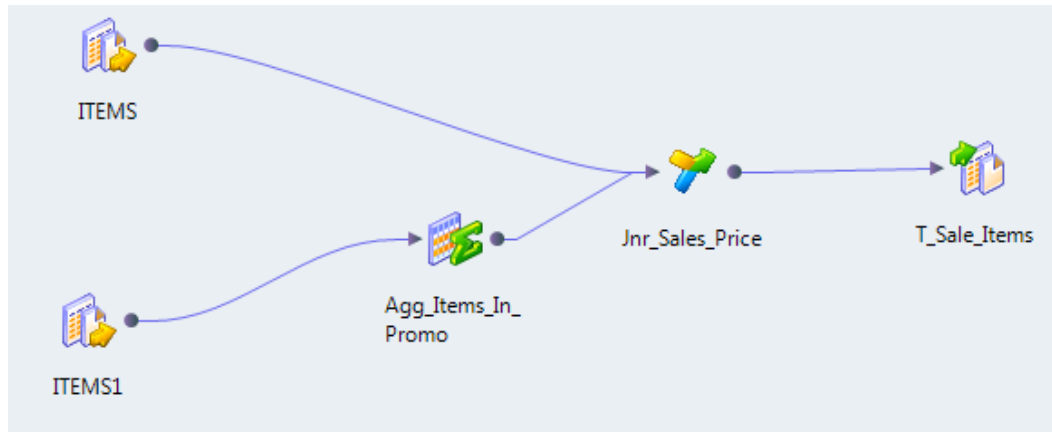 ITEMS
Jnr_Sales_Price
T_Sale_Items
Agg_Items_In_
Promo
ITEMS1